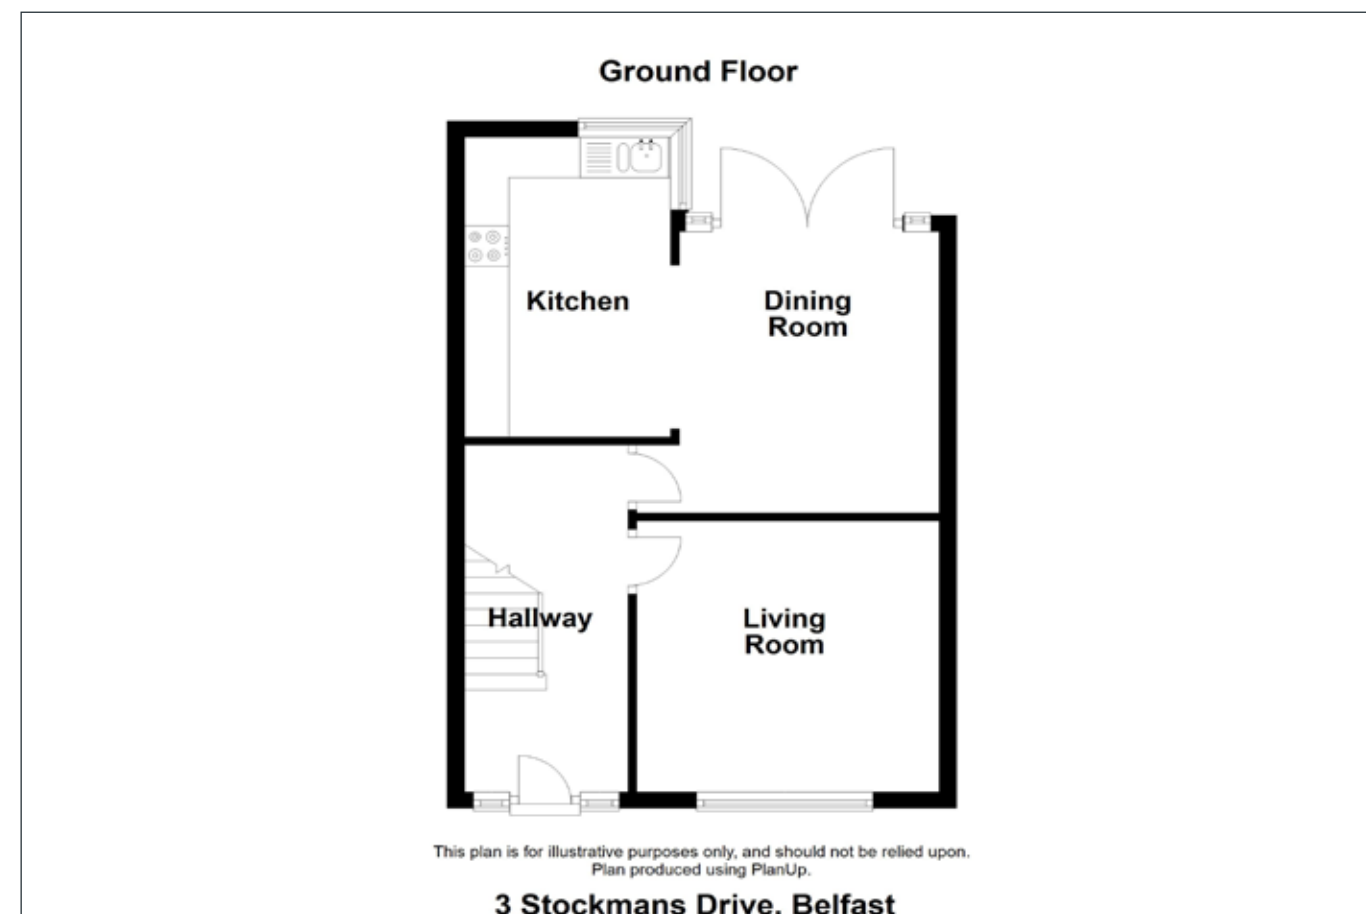 Ground Floor
Kitchen
Dining
Room
Hallway
Living
Room
This plan is for illustrative purposes only, and should not be relied upon.
Plan produced using PlanUp.
3 Stockmans Drive, Belfast